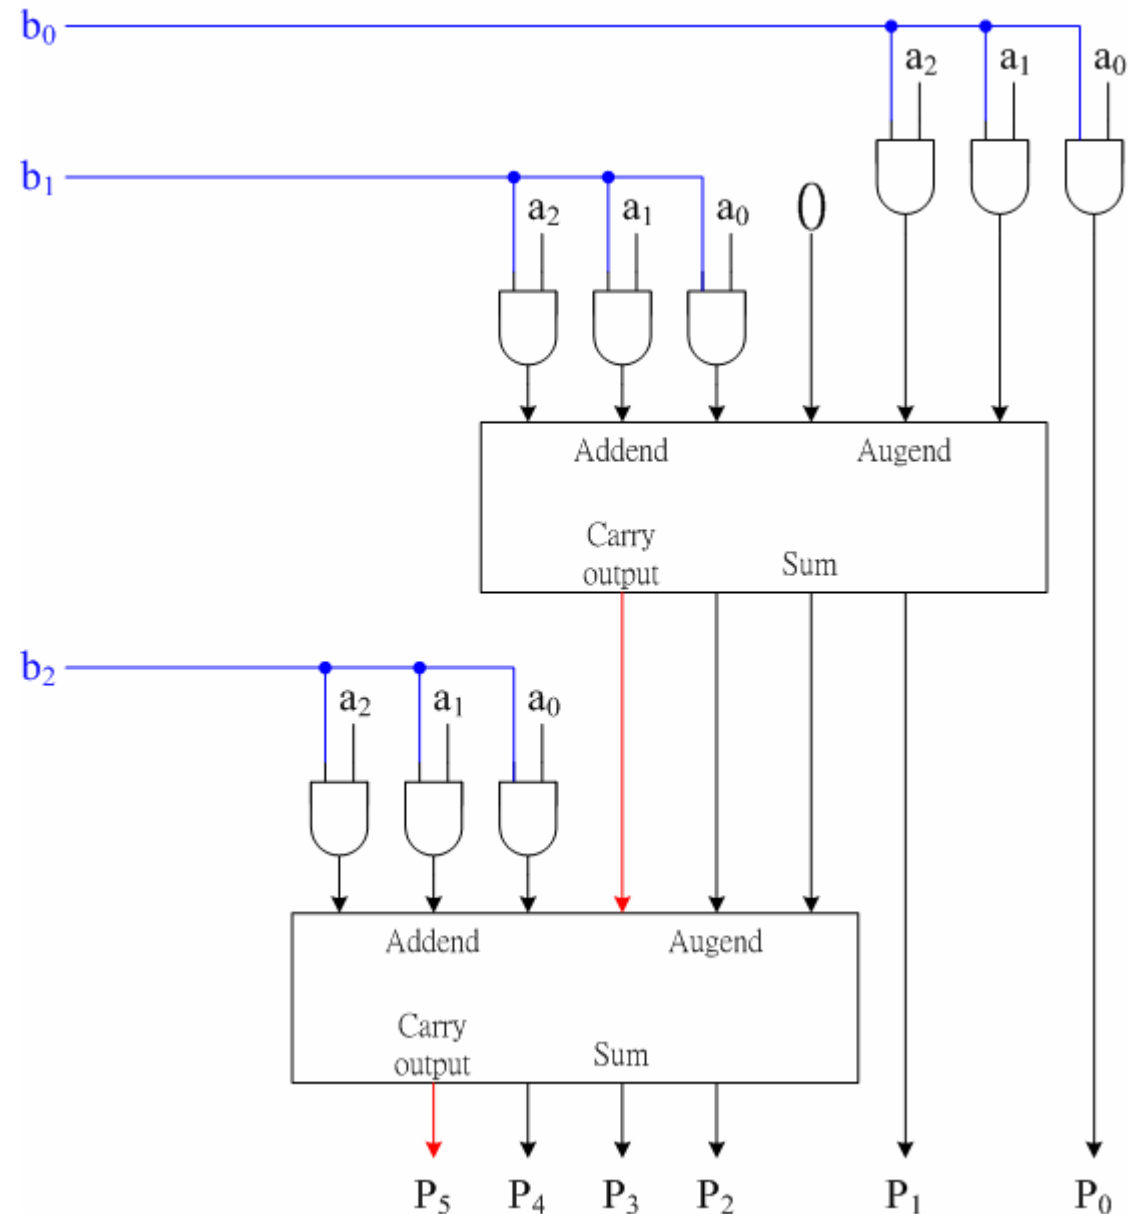 b₀
a₂ a₁ a₀
b₁
a₂ a₁ a₀ 0
Addend Augend
Carry
output
Sum
b₂
a₂ a₁ a₀
Addend Augend
Carry
output
Sum
P₅ P₄ P₃ P₂ P₁ P₀